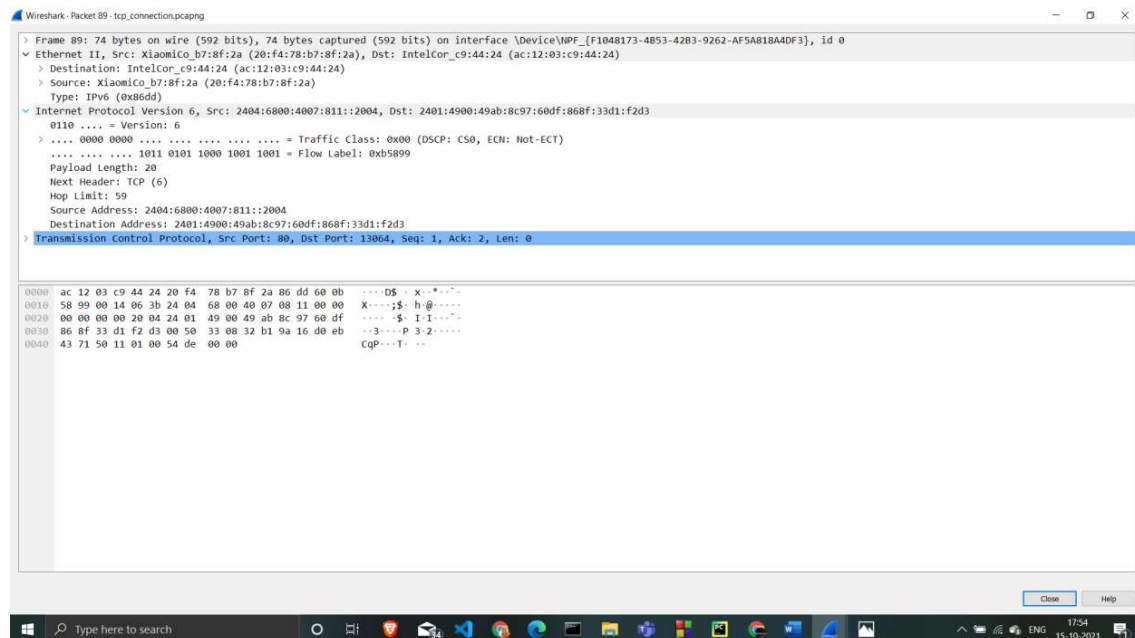 Wireshark · Packet 89 · tcp_connection.pcapng
> Frame 89: 74 bytes on wire (592 bits), 74 bytes captured (592 bits) on interface \Device\NPF_{F1048173-4B53-42B3-9262-AF5A818A4DF3}, id 0
Ethernet II, Src: XiaomiCo_b7:8f:2a (20:f4:78:b7:8f:2a), Dst: IntelCor_c9:44:24 (ac:12:03:c9:44:24)
> Destination: IntelCor_c9:44:24 (ac:12:03:c9:44:24)
> Source: XiaomiCo_b7:8f:2a (20:f4:78:b7:8f:2a)
Type: IPv6 (0x86dd)
Internet Protocol Version 6, Src: 2404:6800:4007:811::2004, Dst: 2401:4900:49ab:8c97:60df:868f:33d1:f2d3
0110 .... = Version: 6
> .... 0000 0000 .... .... .... .... .... = Traffic Class: 0x00 (DSCP: CS0, ECN: Not-ECT)
.... .... .... 1011 0101 1000 1001 1001 = Flow Label: 0xb5899
Payload Length: 20
Next Header: TCP (6)
Hop Limit: 59
Source Address: 2404:6800:4007:811::2004
Destination Address: 2401:4900:49ab:8c97:60df:868f:33d1:f2d3
> Transmission Control Protocol, Src Port: 80, Dst Port: 13064, Seq: 1, Ack: 2, Len: 0
0000 ac 12 03 c9 44 24 20 f4 78 b7 8f 2a 86 dd 60 0b ····D$ · x··*··`·
0010 58 99 00 14 06 3b 24 04 68 00 40 07 08 11 00 00 X····;$· h·@·····
0020 00 00 00 00 20 04 24 01 49 00 49 ab 8c 97 60 df ···· ·$· I·I···`·
0030 86 8f 33 d1 f2 d3 00 50 33 08 32 b1 9a 16 d0 eb ··3····P 3·2·····
0040 43 71 50 11 01 00 54 de 00 00 CqP···T· ··
Close Help
Type here to search
34
ENG
17:54
15-10-2021